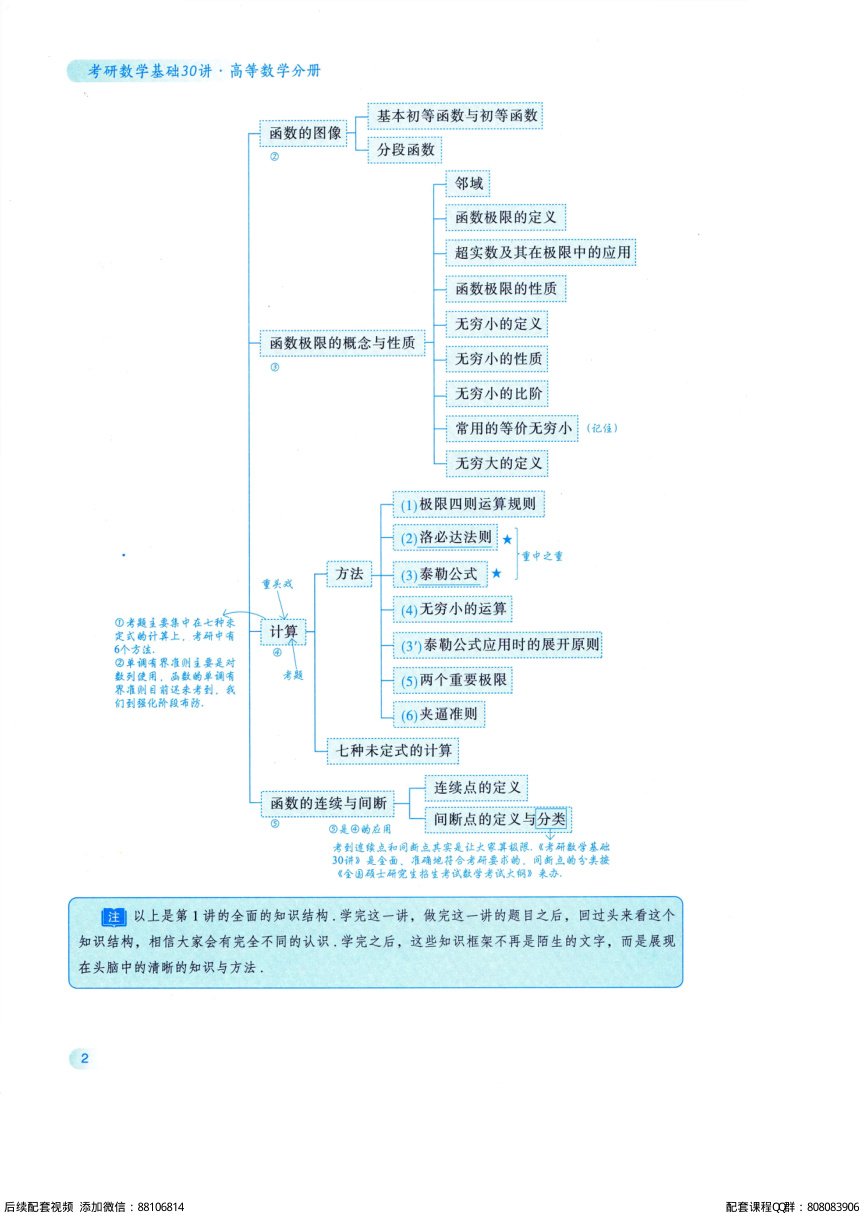 考研数学基础30讲·高等数学分册
基本初等函数与初等函数
函数的图像
②
分段函数
邻域
函数极限的定义
超实数及其在极限中的应用
函数极限的性质
无穷小的定义
函数极限的概念与性质
③
无穷小的性质
无穷小的比阶
常用的等价无穷小
(记住)
无穷大的定义
(1)极限四则运算规则
(2)洛必达法则 ★
重中之重
方法
(3)泰勒公式 ★
重头戏
(4)无穷小的运算
①考题主要集中在七种未
定式的计算上,考研中有
6个方法.
②单调有界准则主要是对
数列使用,函数的单调有
界准则目前还未考到,我
们到强化阶段布防.
计算
④
考题
(3')泰勒公式应用时的展开原则
(5)两个重要极限
(6)夹逼准则
七种未定式的计算
连续点的定义
函数的连续与间断
⑤
间断点的定义与分类
⑤是④的应用
考到连续点和间断点其实是让大家算极限.《考研数学基础
30讲》是全面、准确地符合考研要求的,间断点的分类按
《全国硕士研究生招生考试数学考试大纲》来办.
注 以上是第1讲的全面的知识结构.学完这一讲,做完这一讲的题目之后,回过头来看这个
知识结构,相信大家会有完全不同的认识.学完之后,这些知识框架不再是陌生的文字,而是展现
在头脑中的清晰的知识与方法.
2
后续配套视频 添加微信:88106814
配套课程QQ群:808083906